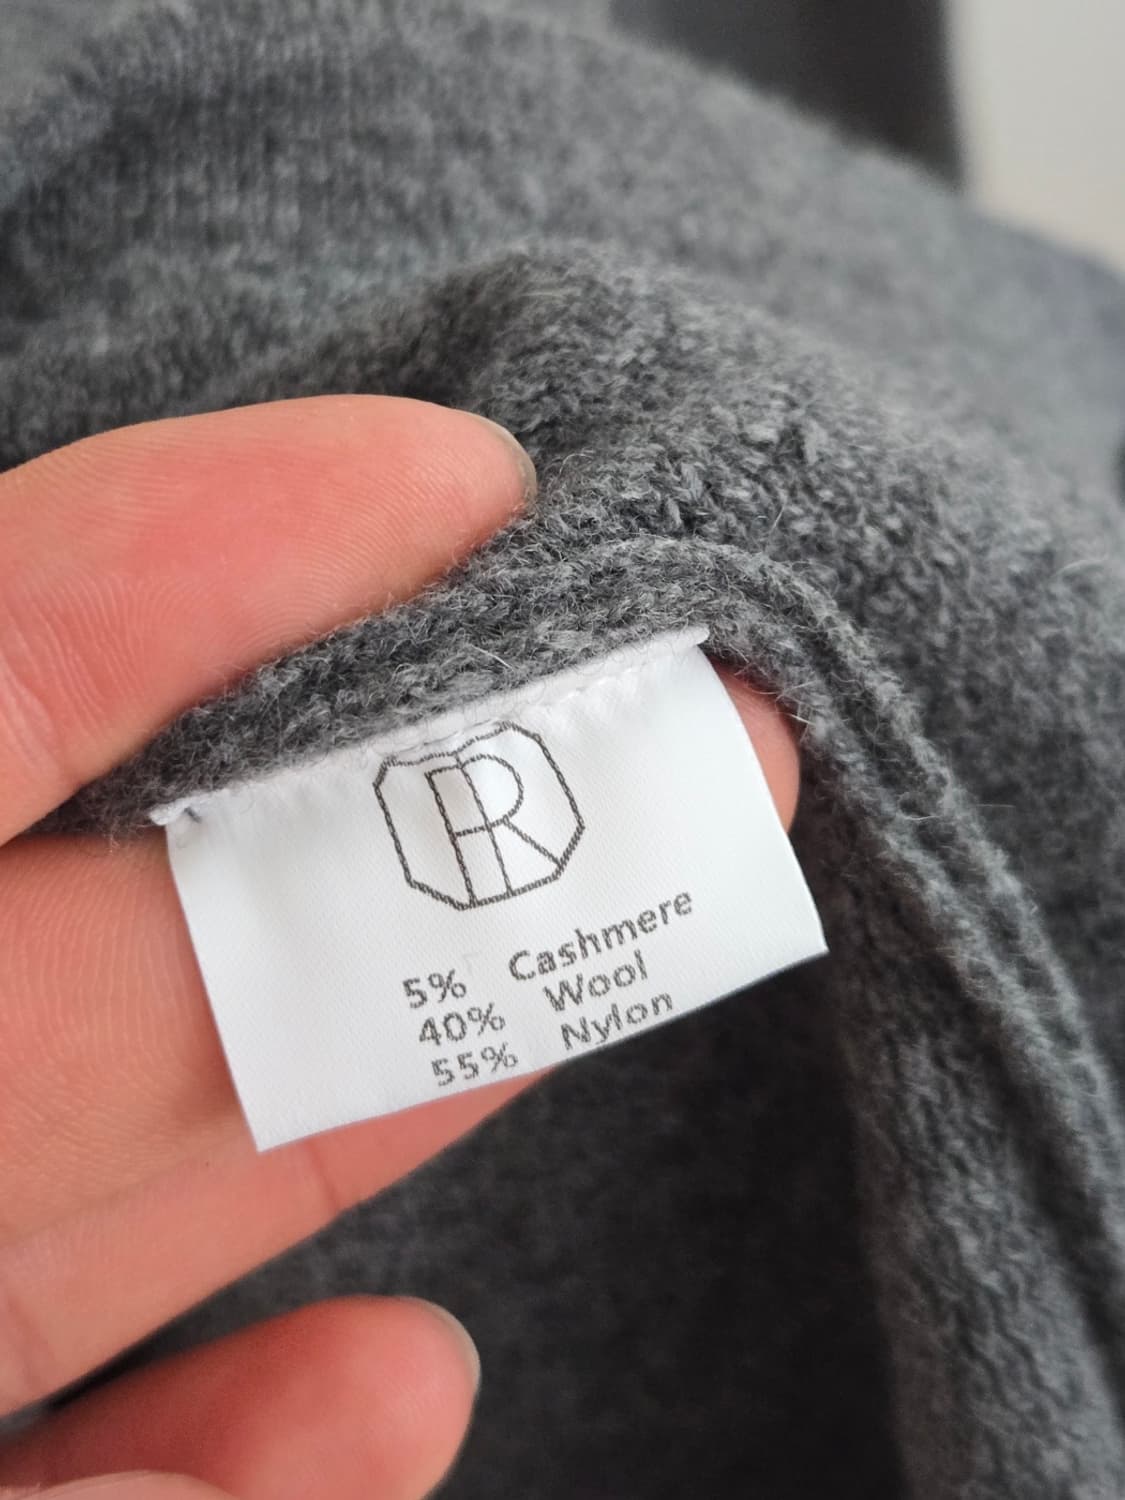 R
5% Cashmere
40% Wool
55% Nylon